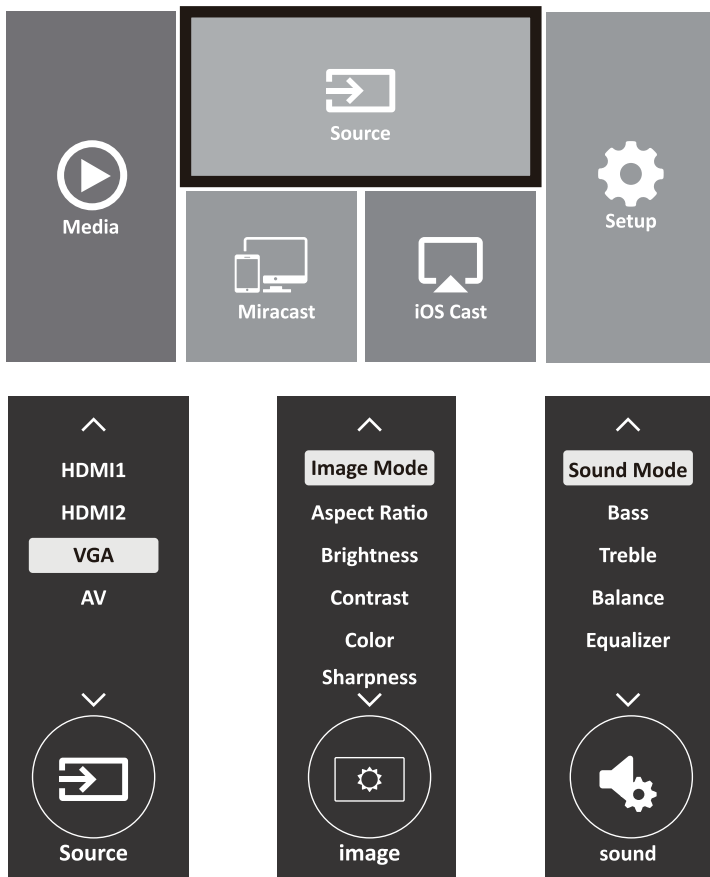 Source
Media
Setup
Miracast
iOS Cast
HDMI1
HDMI2
VGA
AV
Source
Image Mode
Aspect Ratio
Brightness
Contrast
Color
Sharpness
image
Sound Mode
Bass
Treble
Balance
Equalizer
sound